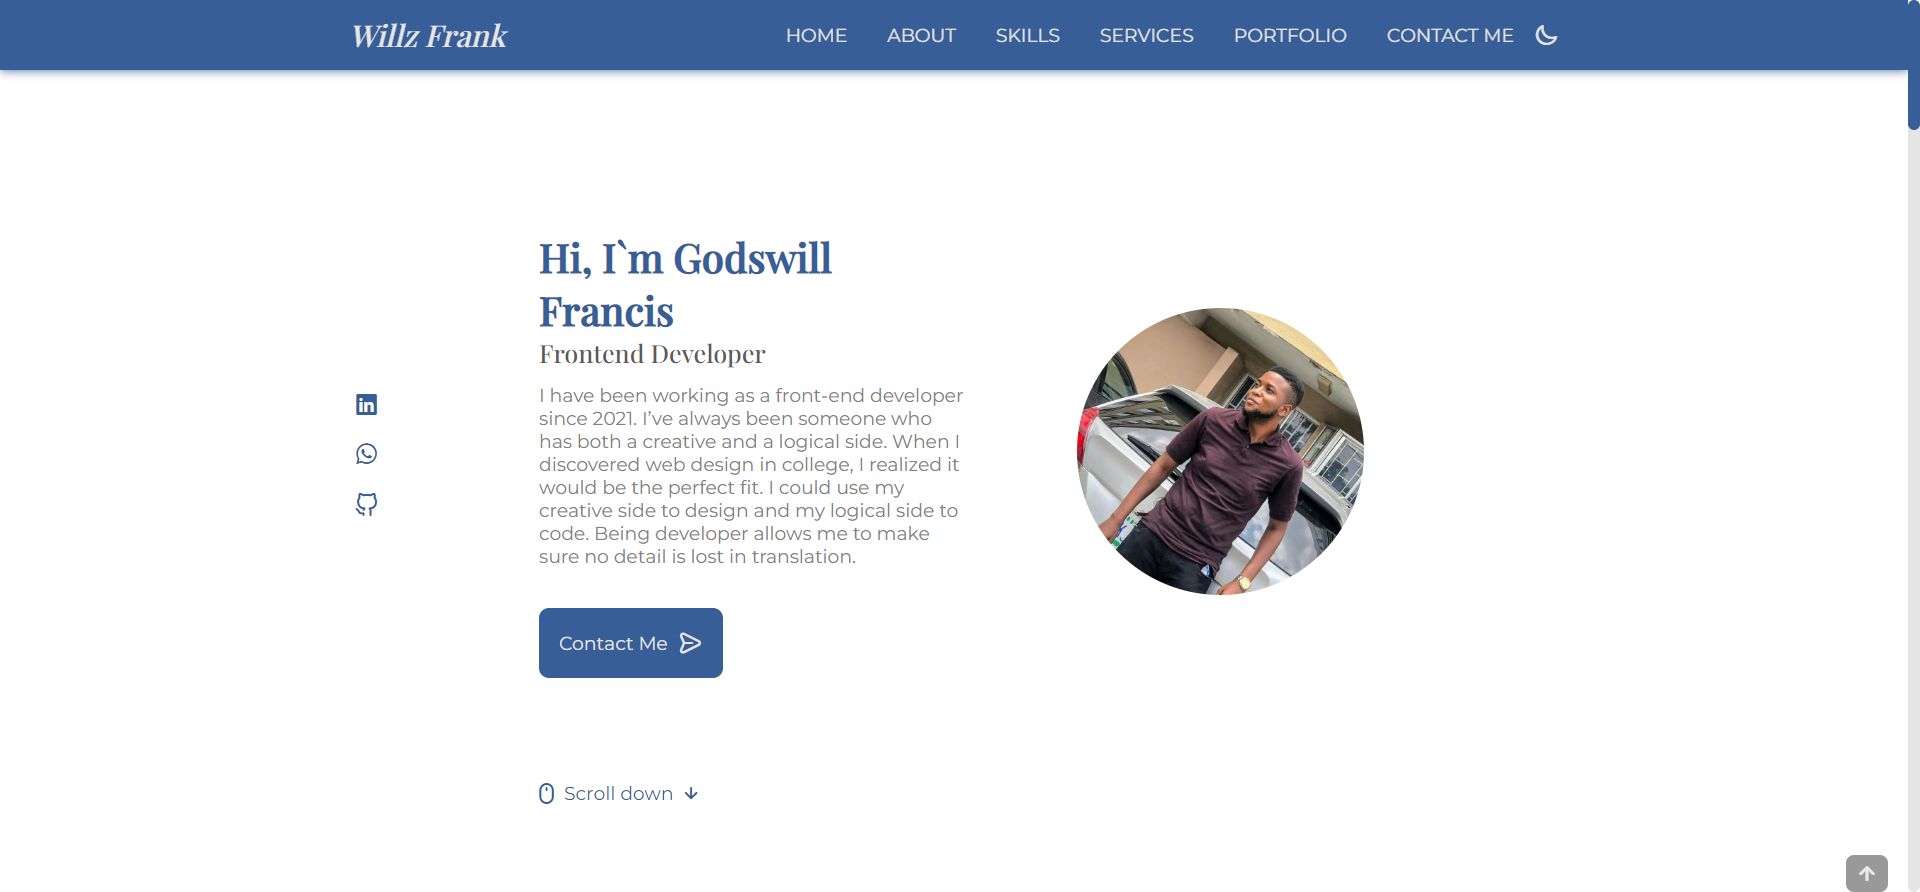 Willz Frank
HOME ABOUT SKILLS SERVICES PORTFOLIO CONTACT ME
Hi, I`m Godswill
Francis
Frontend Developer
I have been working as a front-end developer
since 2021. I’ve always been someone who
has both a creative and a logical side. When I
discovered web design in college, I realized it
would be the perfect fit. I could use my
creative side to design and my logical side to
code. Being developer allows me to make
sure no detail is lost in translation.
in
Contact Me
Scroll down